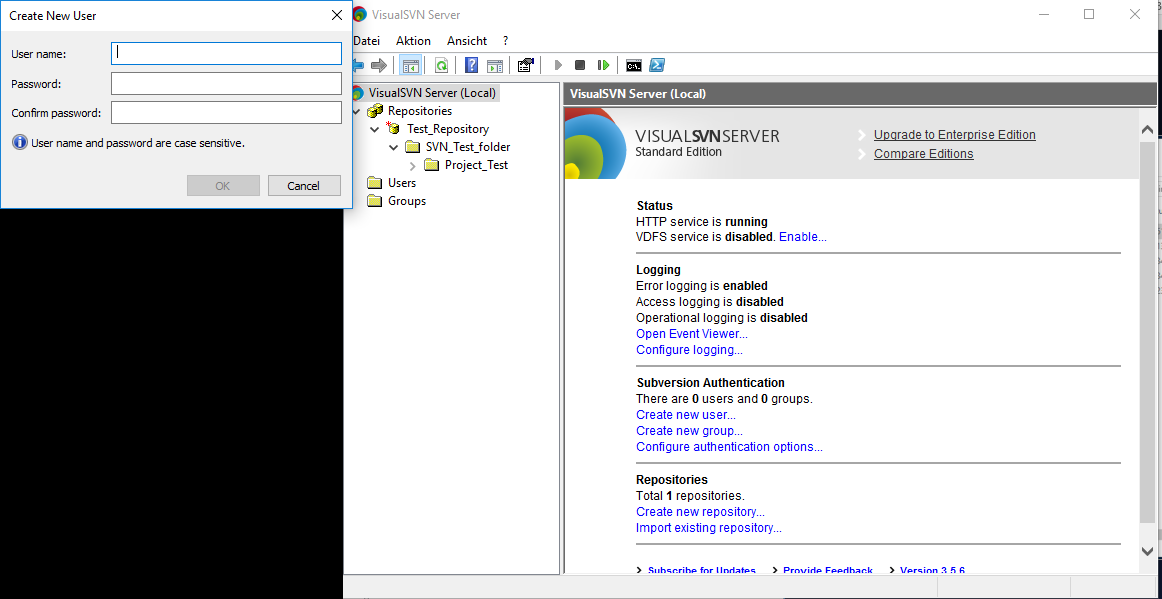 Create New User
User name:
Password:
Confirm password:
User name and password are case sensitive.
OK
Cancel
VisualSVN Server
Datei Aktion Ansicht ?
VisualSVN Server (Local)
Repositories
Test_Repository
SVN_Test_folder
Project_Test
Users
Groups
VisualSVN Server (Local)
VISUALSVNSERVER
Standard Edition
Upgrade to Enterprise Edition
Compare Editions
Status
HTTP service is running
VDFS service is disabled. Enable...
Logging
Error logging is enabled
Access logging is disabled
Operational logging is disabled
Open Event Viewer...
Configure logging...
Subversion Authentication
There are 0 users and 0 groups.
Create new user...
Create new group...
Configure authentication options...
Repositories
Total 1 repositories.
Create new repository...
Import existing repository...
Subscribe for Updates
Provide Feedback
Version 3.5.6